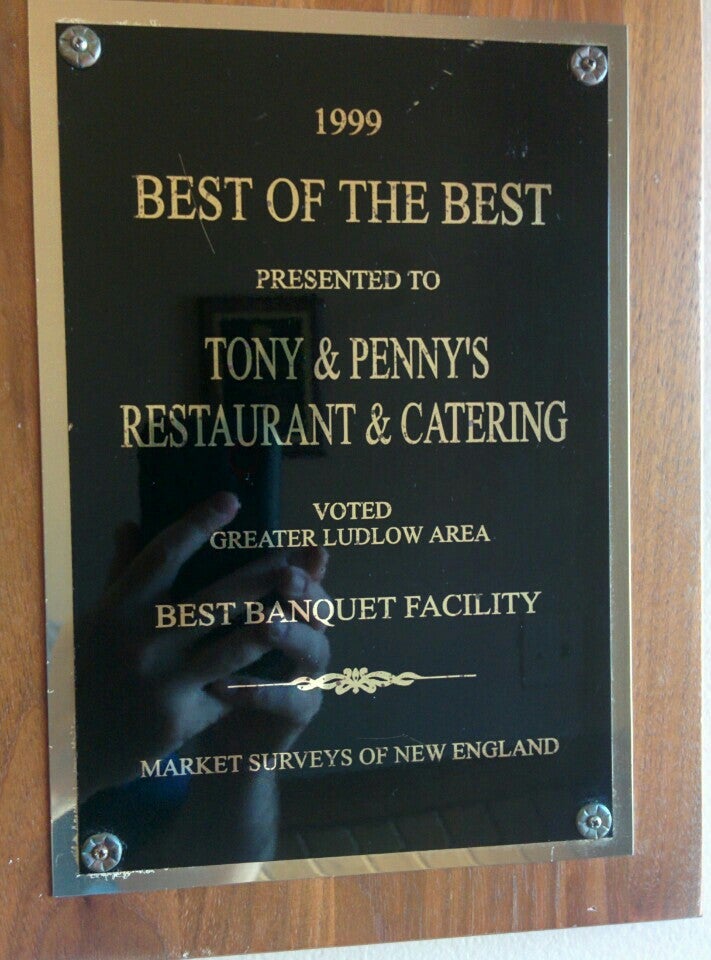 1999
BEST OF THE BEST
PRESENTED TO
TONY & PENNY'S
RESTAURANT & CATERING
VOTED
GREATER LUDLOW AREA
BEST BANQUET FACILITY
MARKET SURVEYS OF NEW ENGLAND